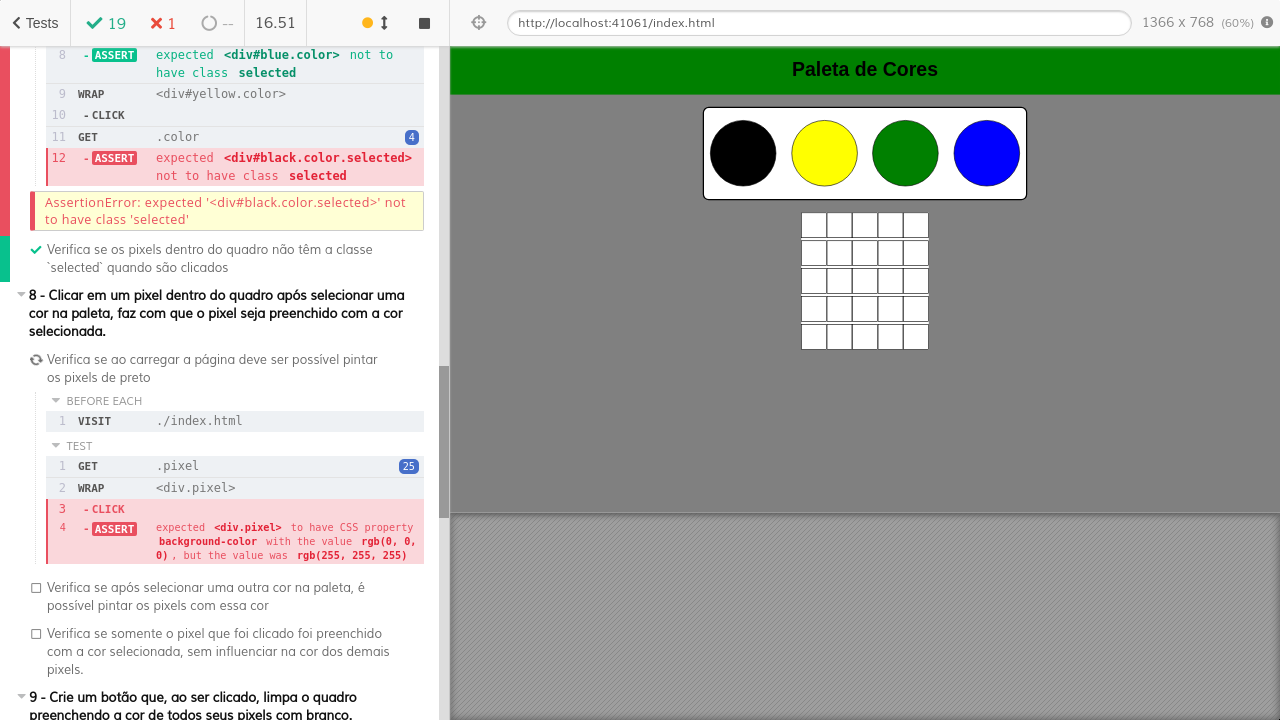 Tests 19 1 -- 16.51
http://localhost:41061/index.html 1366 x 768 (60%)
8 - ASSERT expected <div#blue.color> not to
have class selected
9 WRAP <div#yellow.color>
10 - CLICK
11 GET .color 4
12 - ASSERT expected <div#black.color.selected>
not to have class selected
AssertionError: expected '<div#black.color.selected>' not
to have class 'selected'
Verifica se os pixels dentro do quadro não têm a classe
`selected` quando são clicados
8 - Clicar em um pixel dentro do quadro após selecionar uma
cor na paleta, faz com que o pixel seja preenchido com a cor
selecionada.
Verifica se ao carregar a página deve ser possível pintar
os pixels de preto
BEFORE EACH
1 VISIT ./index.html
TEST
1 GET .pixel 25
2 WRAP <div.pixel>
3 - CLICK
4 - ASSERT expected <div.pixel> to have CSS property
background-color with the value rgb(0, 0,
0) , but the value was rgb(255, 255, 255)
Verifica se após selecionar uma outra cor na paleta, é
possível pintar os pixels com essa cor
Verifica se somente o pixel que foi clicado foi preenchido
com a cor selecionada, sem influenciar na cor dos demais
pixels.
9 - Crie um botão que, ao ser clicado, limpa o quadro
preenchendo a cor de todos seus pixels com branco.
Paleta de Cores